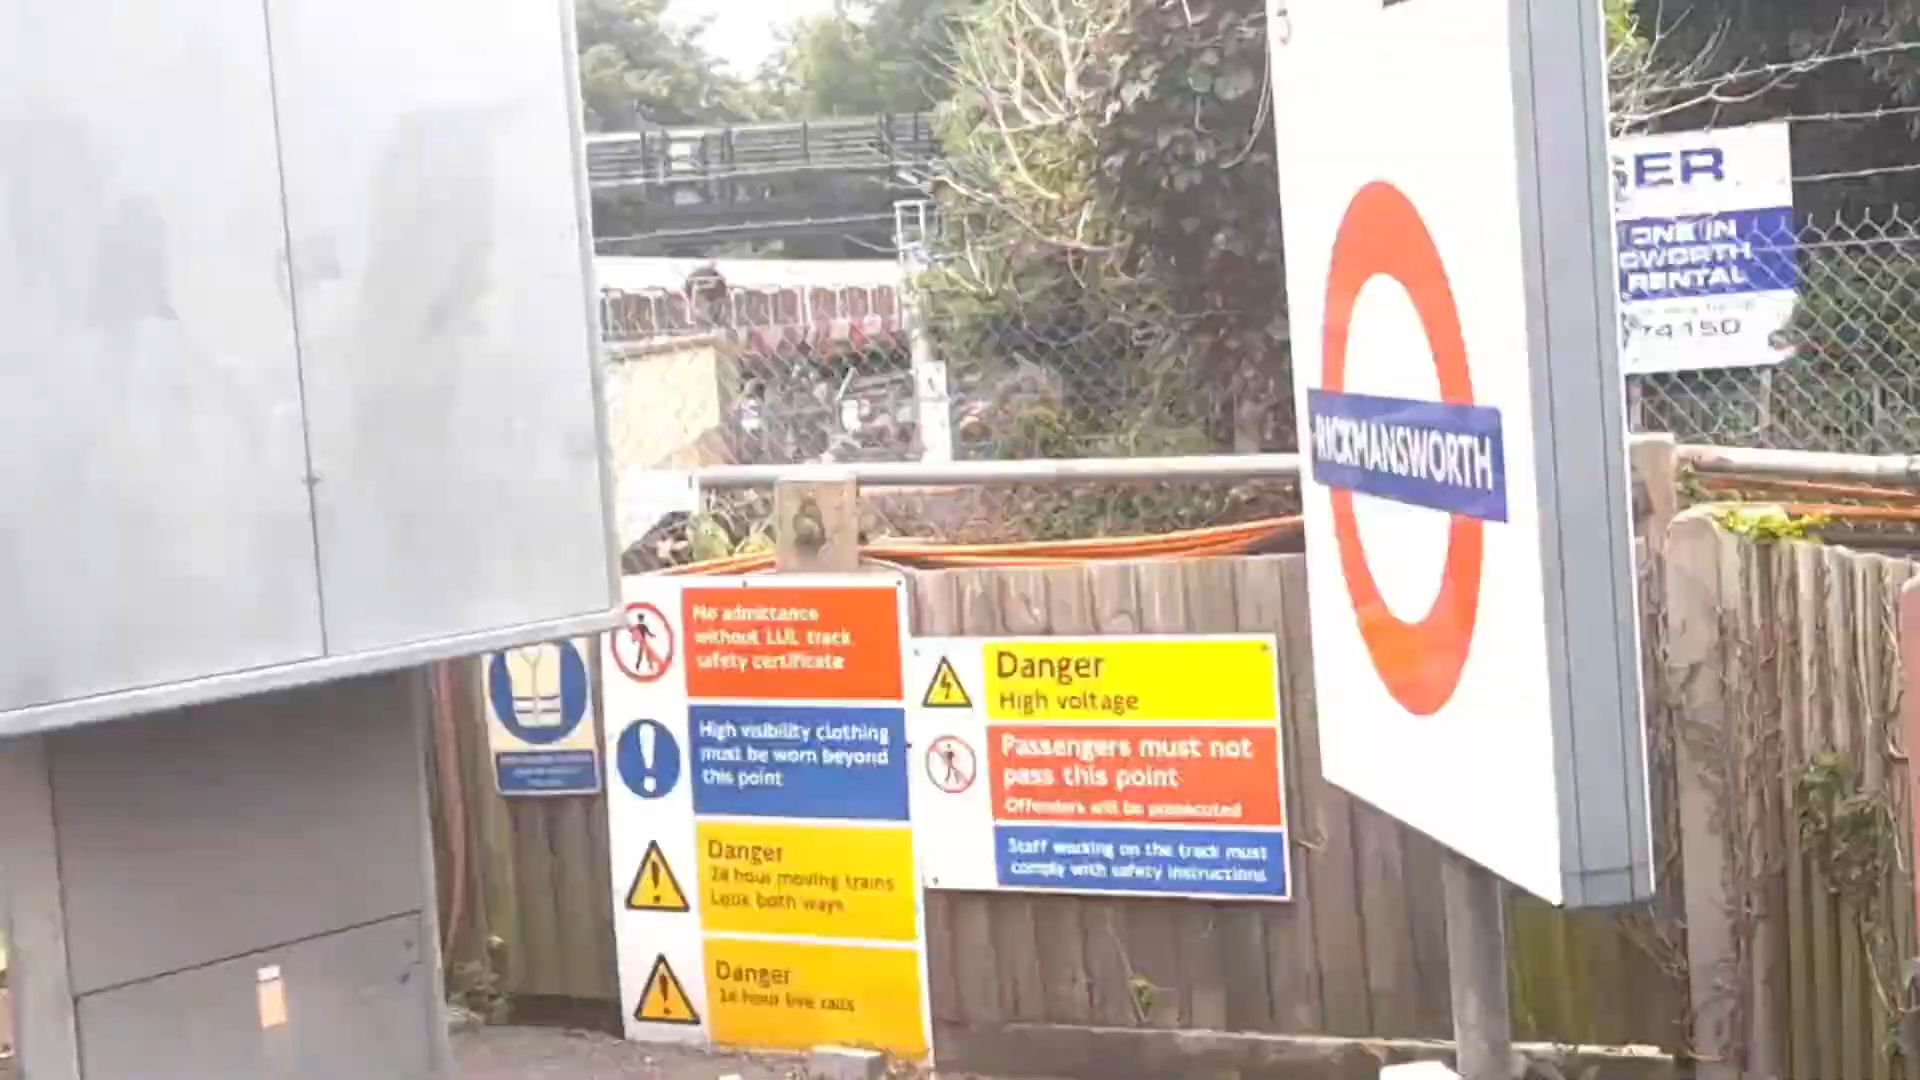 No admittance
without LUL track
safety certificate
High visibility clothing
must be worn beyond
this point
Danger
24 hour moving trains
Look both ways
Danger
24 hour live rails
Danger
High voltage
Passengers must not
pass this point
Offenders will be prosecuted
Staff working on the track must
comply with safety instructions
RICKMANSWORTH
SER
ONE IN
DWORTH
RENTAL
74150